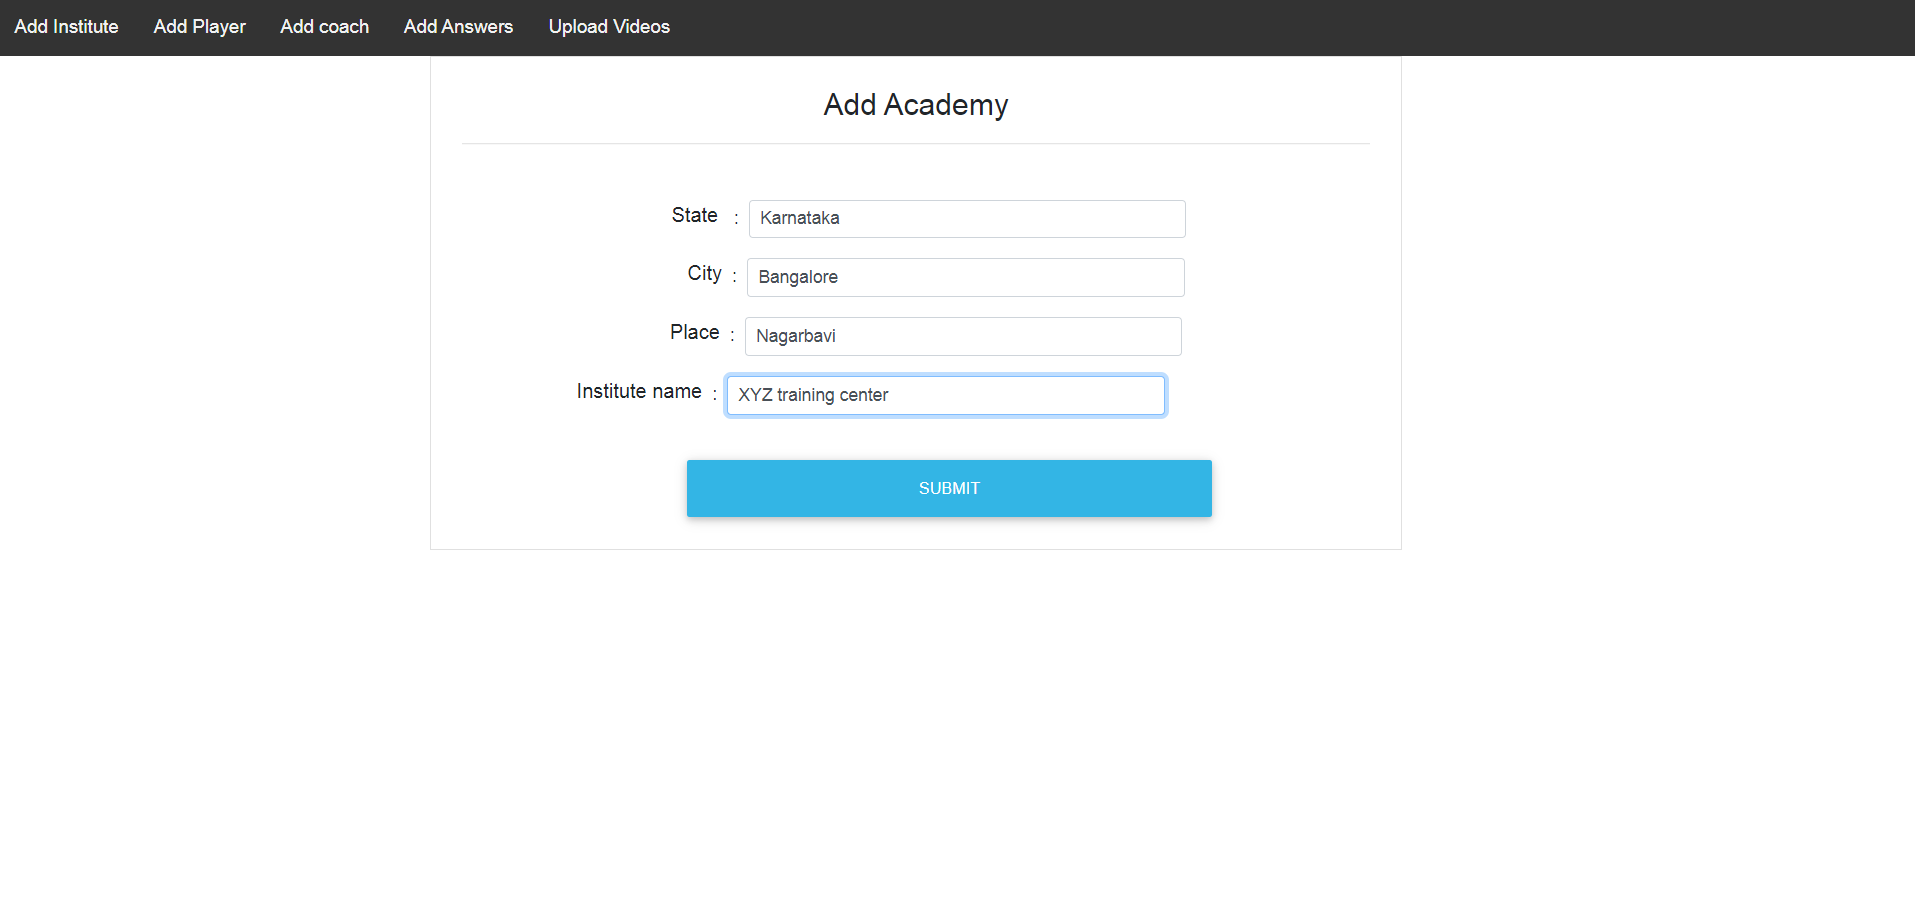 Add Institute Add Player Add coach Add Answers Upload Videos
Add Academy
State : Karnataka
City : Bangalore
Place : Nagarbavi
Institute name : XYZ training center
SUBMIT